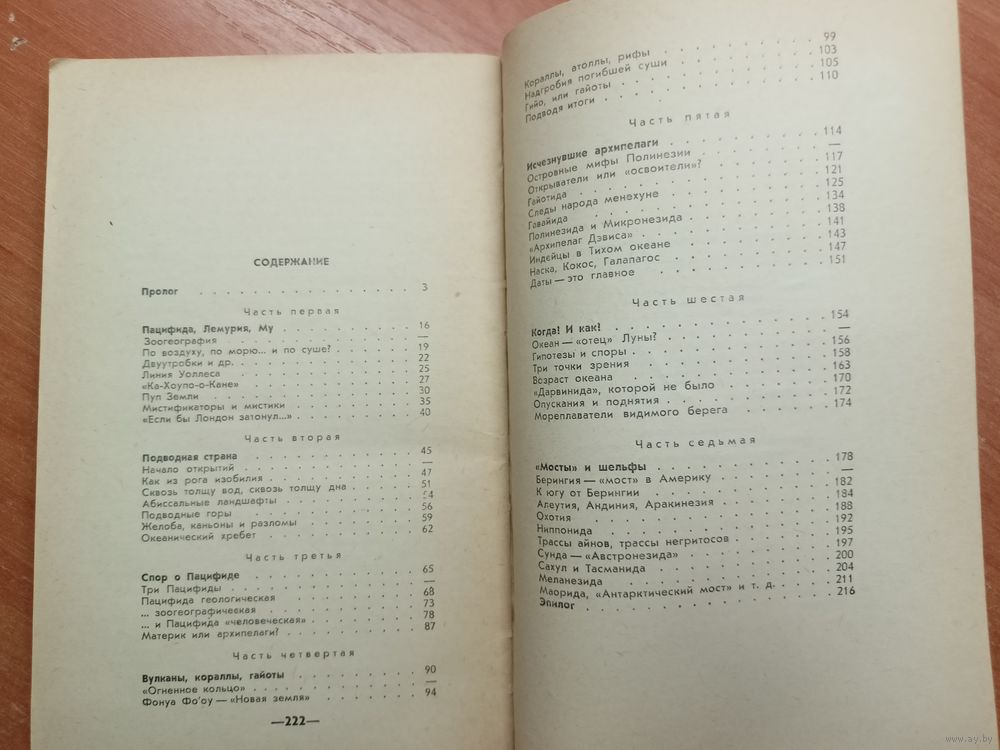 СОДЕРЖАНИЕ
Пролог . . . . . . . . . . . . . . 3
Часть первая
Пацифида, Лемурия, Му . . . . . . . . 16
Зоогеография . . . . . . . . . . . —
По воздуху, по морю... и по суше? . . . . . 19
Двуутробки и др. . . . . . . . . . . 22
Линия Уоллеса . . . . . . . . . . . 25
«Ка-Хоупо-о-Кане» . . . . . . . . . . 27
Пуп Земли . . . . . . . . . . . . 30
Мистификаторы и мистики . . . . . . . . 35
«Если бы Лондон затонул...» . . . . . . . 40
Часть вторая
Подводная страна . . . . . . . . . . 45
Начало открытий . . . . . . . . . . —
Как из рога изобилия . . . . . . . . . 47
Сквозь толщу вод, сквозь толщу дна . . . . . 51
Абиссальные ландшафты . . . . . . . . 54
Подводные горы . . . . . . . . . . 56
Желоба, каньоны и разломы . . . . . . . 59
Океанический хребет . . . . . . . . . 62
Часть третья
Спор о Пацифиде . . . . . . . . . . 65
Три Пацифиды . . . . . . . . . . . —
Пацифида геологическая . . . . . . . . 68
... зоогеографическая . . . . . . . . . 73
... и Пацифида «человеческая» . . . . . . 78
Материк или архипелаги? . . . . . . . . 87
Часть четвертая
Вулканы, кораллы, гайоты . . . . . . . . 90
«Огненное кольцо» . . . . . . . . . . —
Фонуа Фо'оу — «Новая земля» . . . . . . 94
—222—
Кораллы, атоллы, рифы . . . . . . . . 99
Надгробия погибшей суши . . . . . . . . 103
Гийо, или гайоты . . . . . . . . . . 105
Подводя итоги . . . . . . . . . . . 110
Часть пятая
Исчезнувшие архипелаги . . . . . . . . 114
Островные мифы Полинезии . . . . . . . —
Открыватели или «освоители»? . . . . . . 117
Гайотида . . . . . . . . . . . . 121
Следы народа менехуне . . . . . . . . 125
Гавайида . . . . . . . . . . . . 134
Полинезида и Микронезида . . . . . . . 138
«Архипелаг Дэвиса» . . . . . . . . . 141
Индейцы в Тихом океане . . . . . . . . 143
Наска, Кокос, Галапагос . . . . . . . . 147
Даты — это главное . . . . . . . . . 151
Часть шестая
Когда! И как! . . . . . . . . . . . 154
Океан — «отец» Луны? . . . . . . . . —
Гипотезы и споры . . . . . . . . . . 156
Три точки зрения . . . . . . . . . . 158
Возраст океана . . . . . . . . . . 163
«Дарвинида», которой не было . . . . . . 170
Опускания и поднятия . . . . . . . . . 172
Мореплаватели видимого берега . . . . . . 174
Часть седьмая
«Мосты» и шельфы . . . . . . . . . 178
Берингия — «мост» в Америку . . . . . . —
К югу от Берингии . . . . . . . . . 182
Алеутия, Андиния, Аракинезия . . . . . . 184
Охотия . . . . . . . . . . . . . 188
Ниппонида . . . . . . . . . . . . 192
Трассы айнов, трассы негритосов . . . . . 195
Сунда — «Австронезида» . . . . . . . . 197
Сахул и Тасманида . . . . . . . . . 200
Меланезида . . . . . . . . . . . . 204
Маорида, «Антарктический мост» и т. д. . . . . 211
Эпилог . . . . . . . . . . . . . 216
www.ay.by